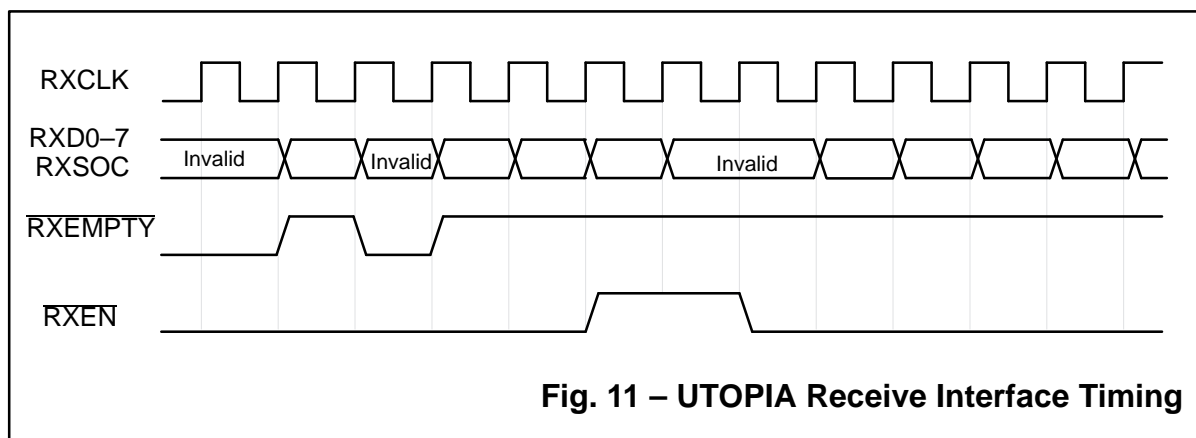 RXCLK
RXD0–7
RXSOC
Invalid
Invalid
Invalid
RXEMPTY
RXEN
Fig. 11 – UTOPIA Receive Interface Timing